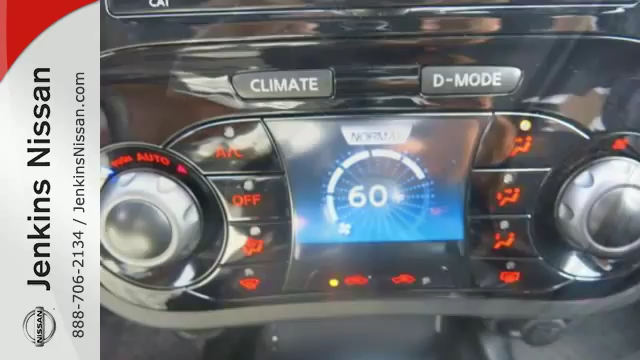 Jenkins Nissan
888-706-2134 / JenkinsNissan.com
NISSAN
CLIMATE
D-MODE
NORMAL
A/C
AUTO
OFF
60